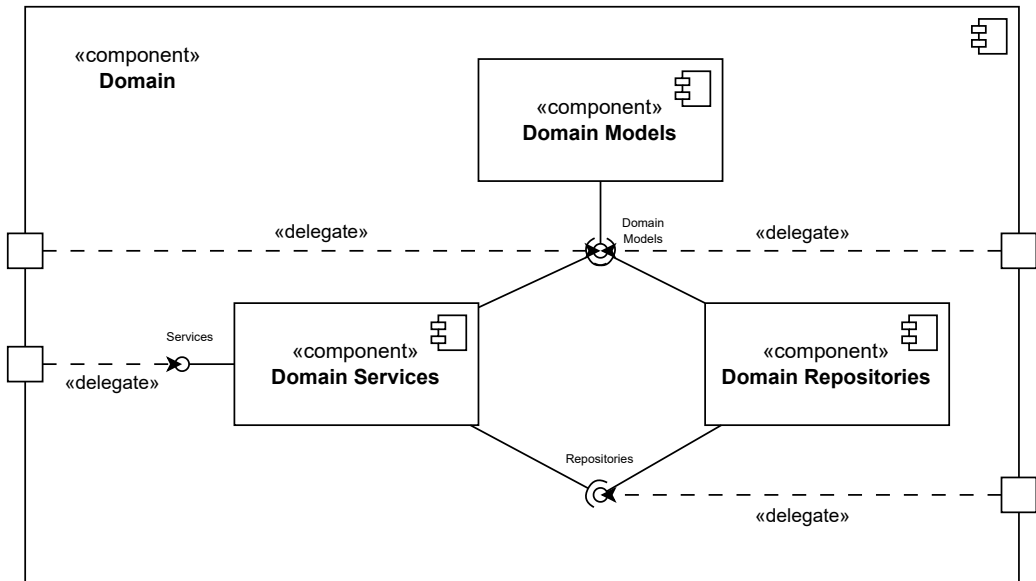 «component»
Domain
«component»
Domain Models
Domain
Models
«delegate»
«delegate»
Services
«component»
Domain Services
«component»
Domain Repositories
«delegate»
Repositories
«delegate»